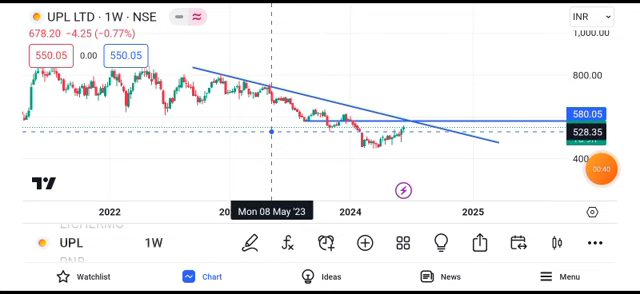 UPL LTD · 1W · NSE
INR
678.20 −4.25 (−0.77%)
1,000.00
550.05
0.00
550.05
800.00
580.05
528.35
400
00:40
2022
Mon 08 May '23
2024
2025
UPL
1W
Watchlist
Chart
Ideas
News
Menu